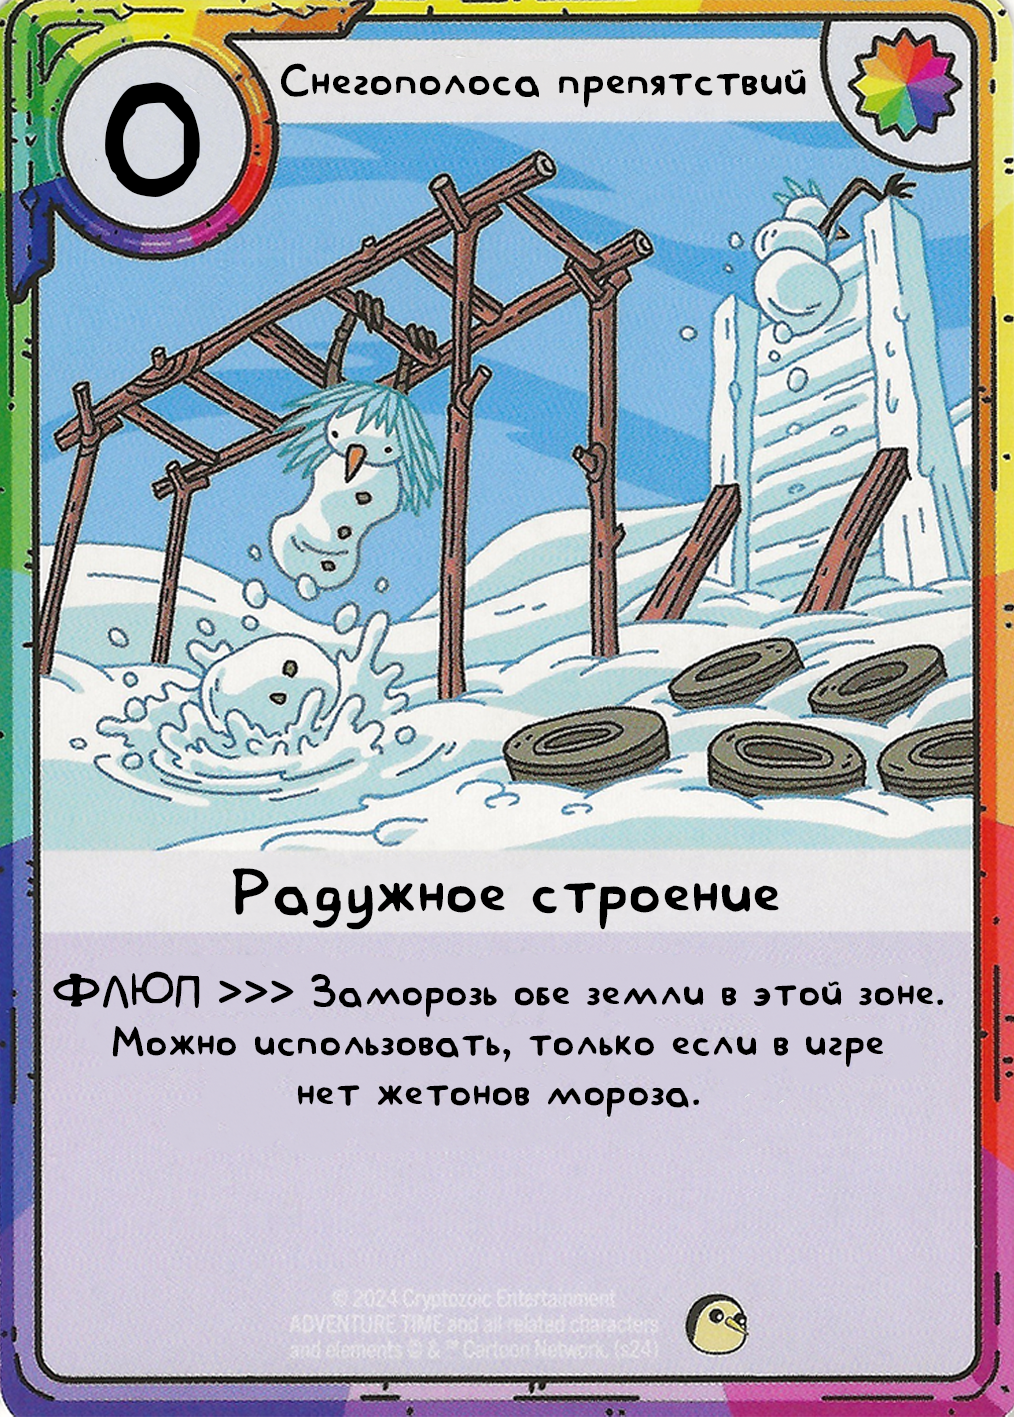 0
Снегополоса препятствий
Радужное строение
ФЛЮП >>> Заморозь обе земли в этой зоне.
Можно использовать, только если в игре
нет жетонов мороза.
© 2024 Cryptozoic Entertainment
ADVENTURE TIME and all related characters
and elements © & ™ Cartoon Network. (s24)